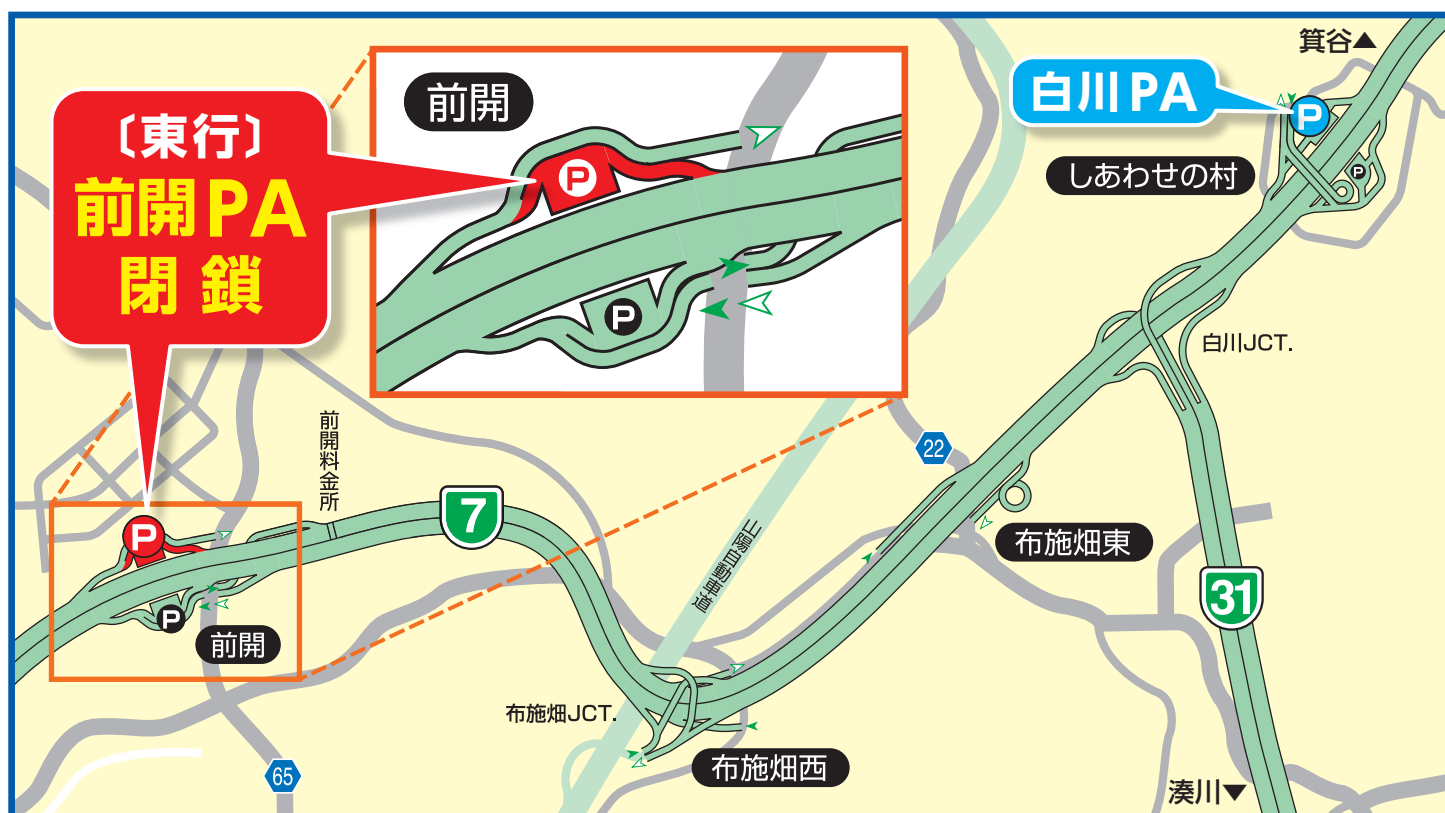 〔東行〕
前開PA
閉鎖
前開
P
P
白川PA
箕谷▲
P
しあわせの村
P
白川JCT.
前開料金所
22
7
P
布施畑東
山陽自動車道
31
P
前開
布施畑JCT.
布施畑西
65
湊川▼